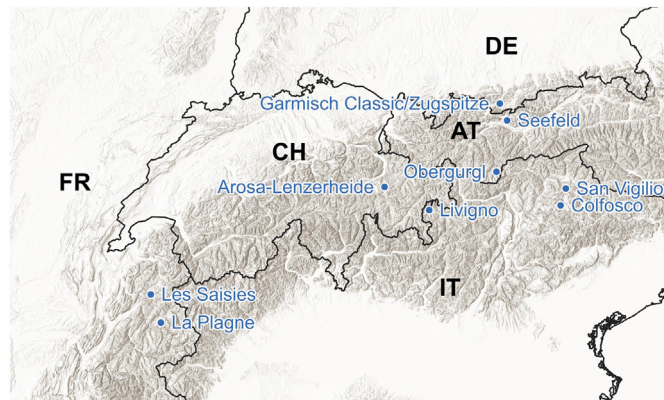 DE
Garmisch Classic/Zugspitze
Seefeld
AT
CH
FR
Obergurgl
Arosa-Lenzerheide
San Vigilio
Colfosco
Livigno
IT
Les Saisies
La Plagne